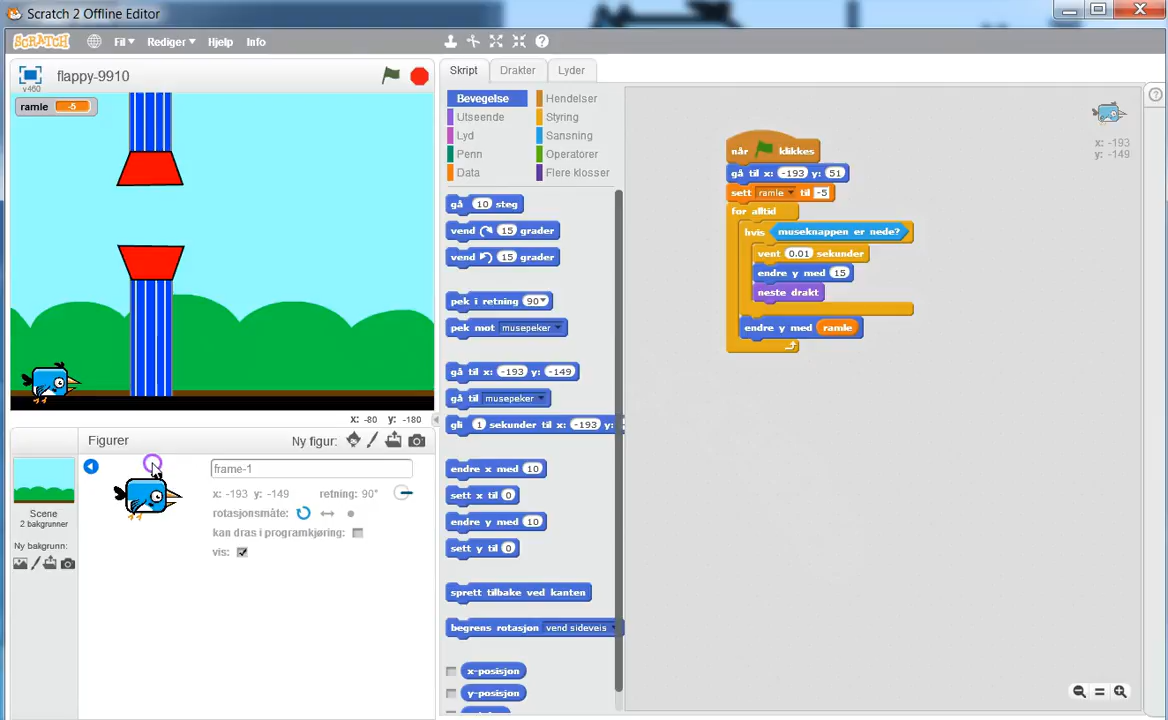 Scratch 2 Offline Editor
SCRATCH Fil Rediger Hjelp Info
flappy-9910
v460
ramle -5
x: -80 y: -180
Figurer Ny figur:
frame-1
x: -193 y: -149 retning: 90°
rotasjonsmåte:
kan dras i programkjøring:
vis:
Scene
2 bakgrunner
Ny bakgrunn:
Skript Drakter Lyder
Bevegelse Hendelser
Utseende Styring
Lyd Sansning
Penn Operatorer
Data Flere klosser
gå 10 steg
vend 15 grader
vend 15 grader
pek i retning 90
pek mot musepeker
gå til x: -193 y: -149
gå til musepeker
gli 1 sekunder til x: -193 y:
endre x med 10
sett x til 0
endre y med 10
sett y til 0
sprett tilbake ved kanten
begrens rotasjon vend sideveis
x-posisjon
y-posisjon
når klikkes
gå til x: -193 y: 51
sett ramle til -5
for alltid
hvis museknappen er nede?
vent 0.01 sekunder
endre y med 15
neste drakt
endre y med ramle
x: -193
y: -149